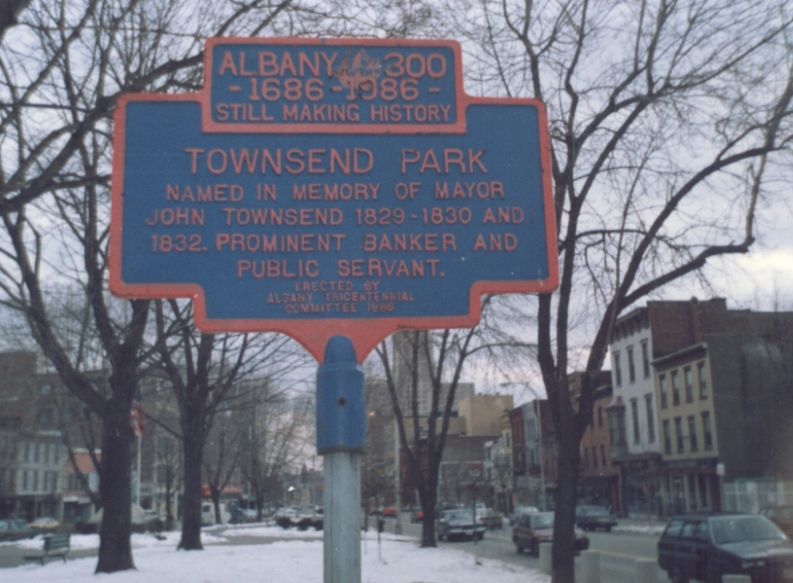 ALBANY 300
- 1686 - 1986 -
STILL MAKING HISTORY
TOWNSEND PARK
NAMED IN MEMORY OF MAYOR
JOHN TOWNSEND 1829-1830 AND
1832. PROMINENT BANKER AND
PUBLIC SERVANT.
ERECTED BY
ALBANY TRICENTENNIAL
COMMITTEE 1986